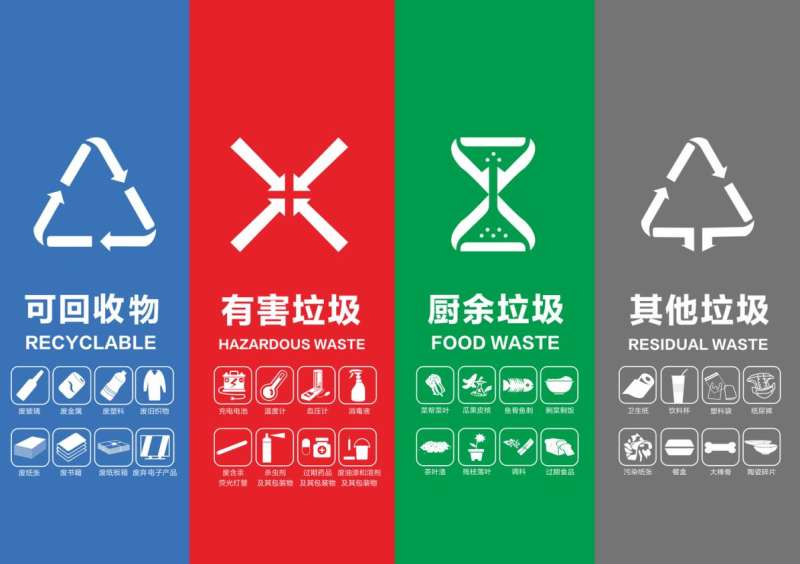 可回收物
RECYCLABLE
废玻璃 废金属 废塑料 废旧织物
废纸张 废书籍 废纸板箱 废弃电子产品
有害垃圾
HAZARDOUS WASTE
充电电池 温度计 血压计 消毒液
废含汞 杀虫剂 过期药品 废油漆和溶剂
荧光灯管 及其包装物 及其包装物 及其包装物
厨余垃圾
FOOD WASTE
菜帮菜叶 瓜果皮核 鱼骨鱼刺 剩菜剩饭
茶叶渣 残枝落叶 调料 过期食品
其他垃圾
RESIDUAL WASTE
卫生纸 饮料杯 塑料袋 纸尿裤
污染纸张 餐盒 大棒骨 陶瓷碎片